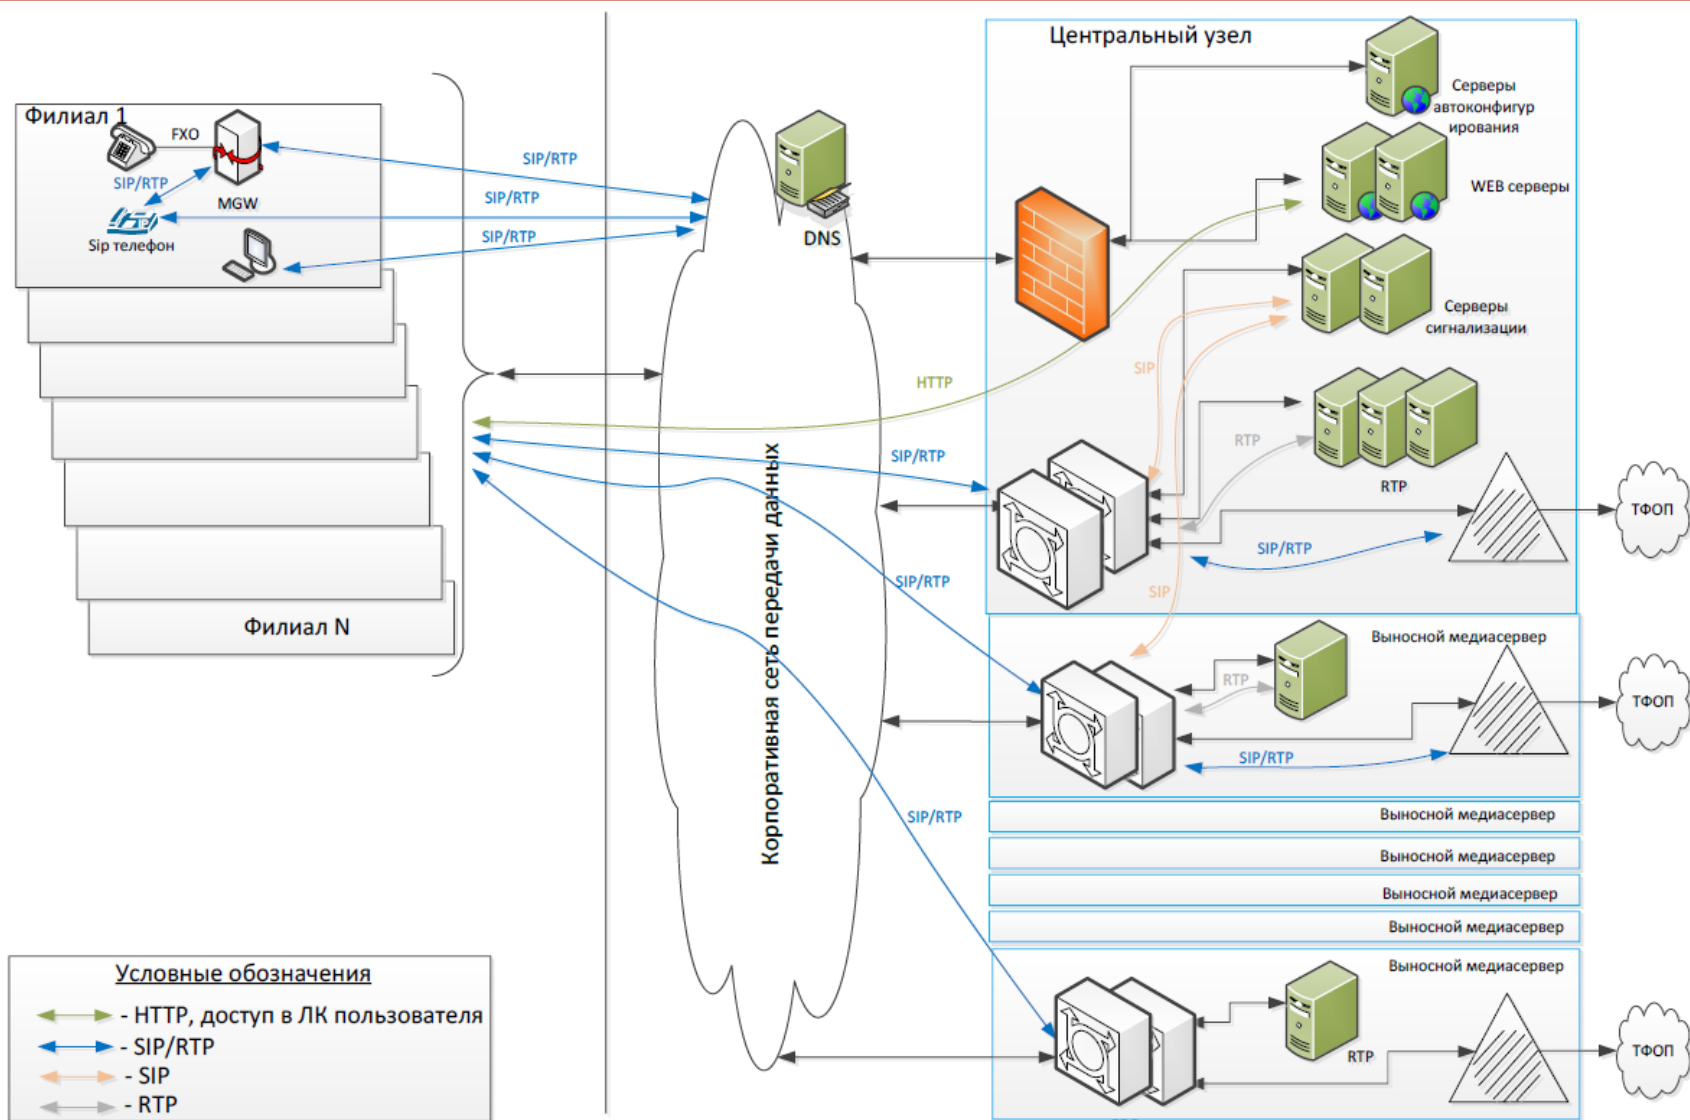 Центральный узел
Серверы
автоконфигур
ирования
WEB серверы
Серверы
сигнализации
RTP
RTP
SIP
SIP
SIP/RTP
ТФОП
Филиал 1
FXO
SIP/RTP
MGW
Sip телефон
SIP/RTP
SIP/RTP
SIP/RTP
DNS
HTTP
SIP/RTP
SIP/RTP
SIP/RTP
Корпоративная сеть передачи данных
Филиал N
Выносной медиасервер
RTP
SIP/RTP
ТФОП
Выносной медиасервер
Выносной медиасервер
Выносной медиасервер
Выносной медиасервер
Выносной медиасервер
RTP
ТФОП
Условные обозначения
- HTTP, доступ в ЛК пользователя
- SIP/RTP
- SIP
- RTP